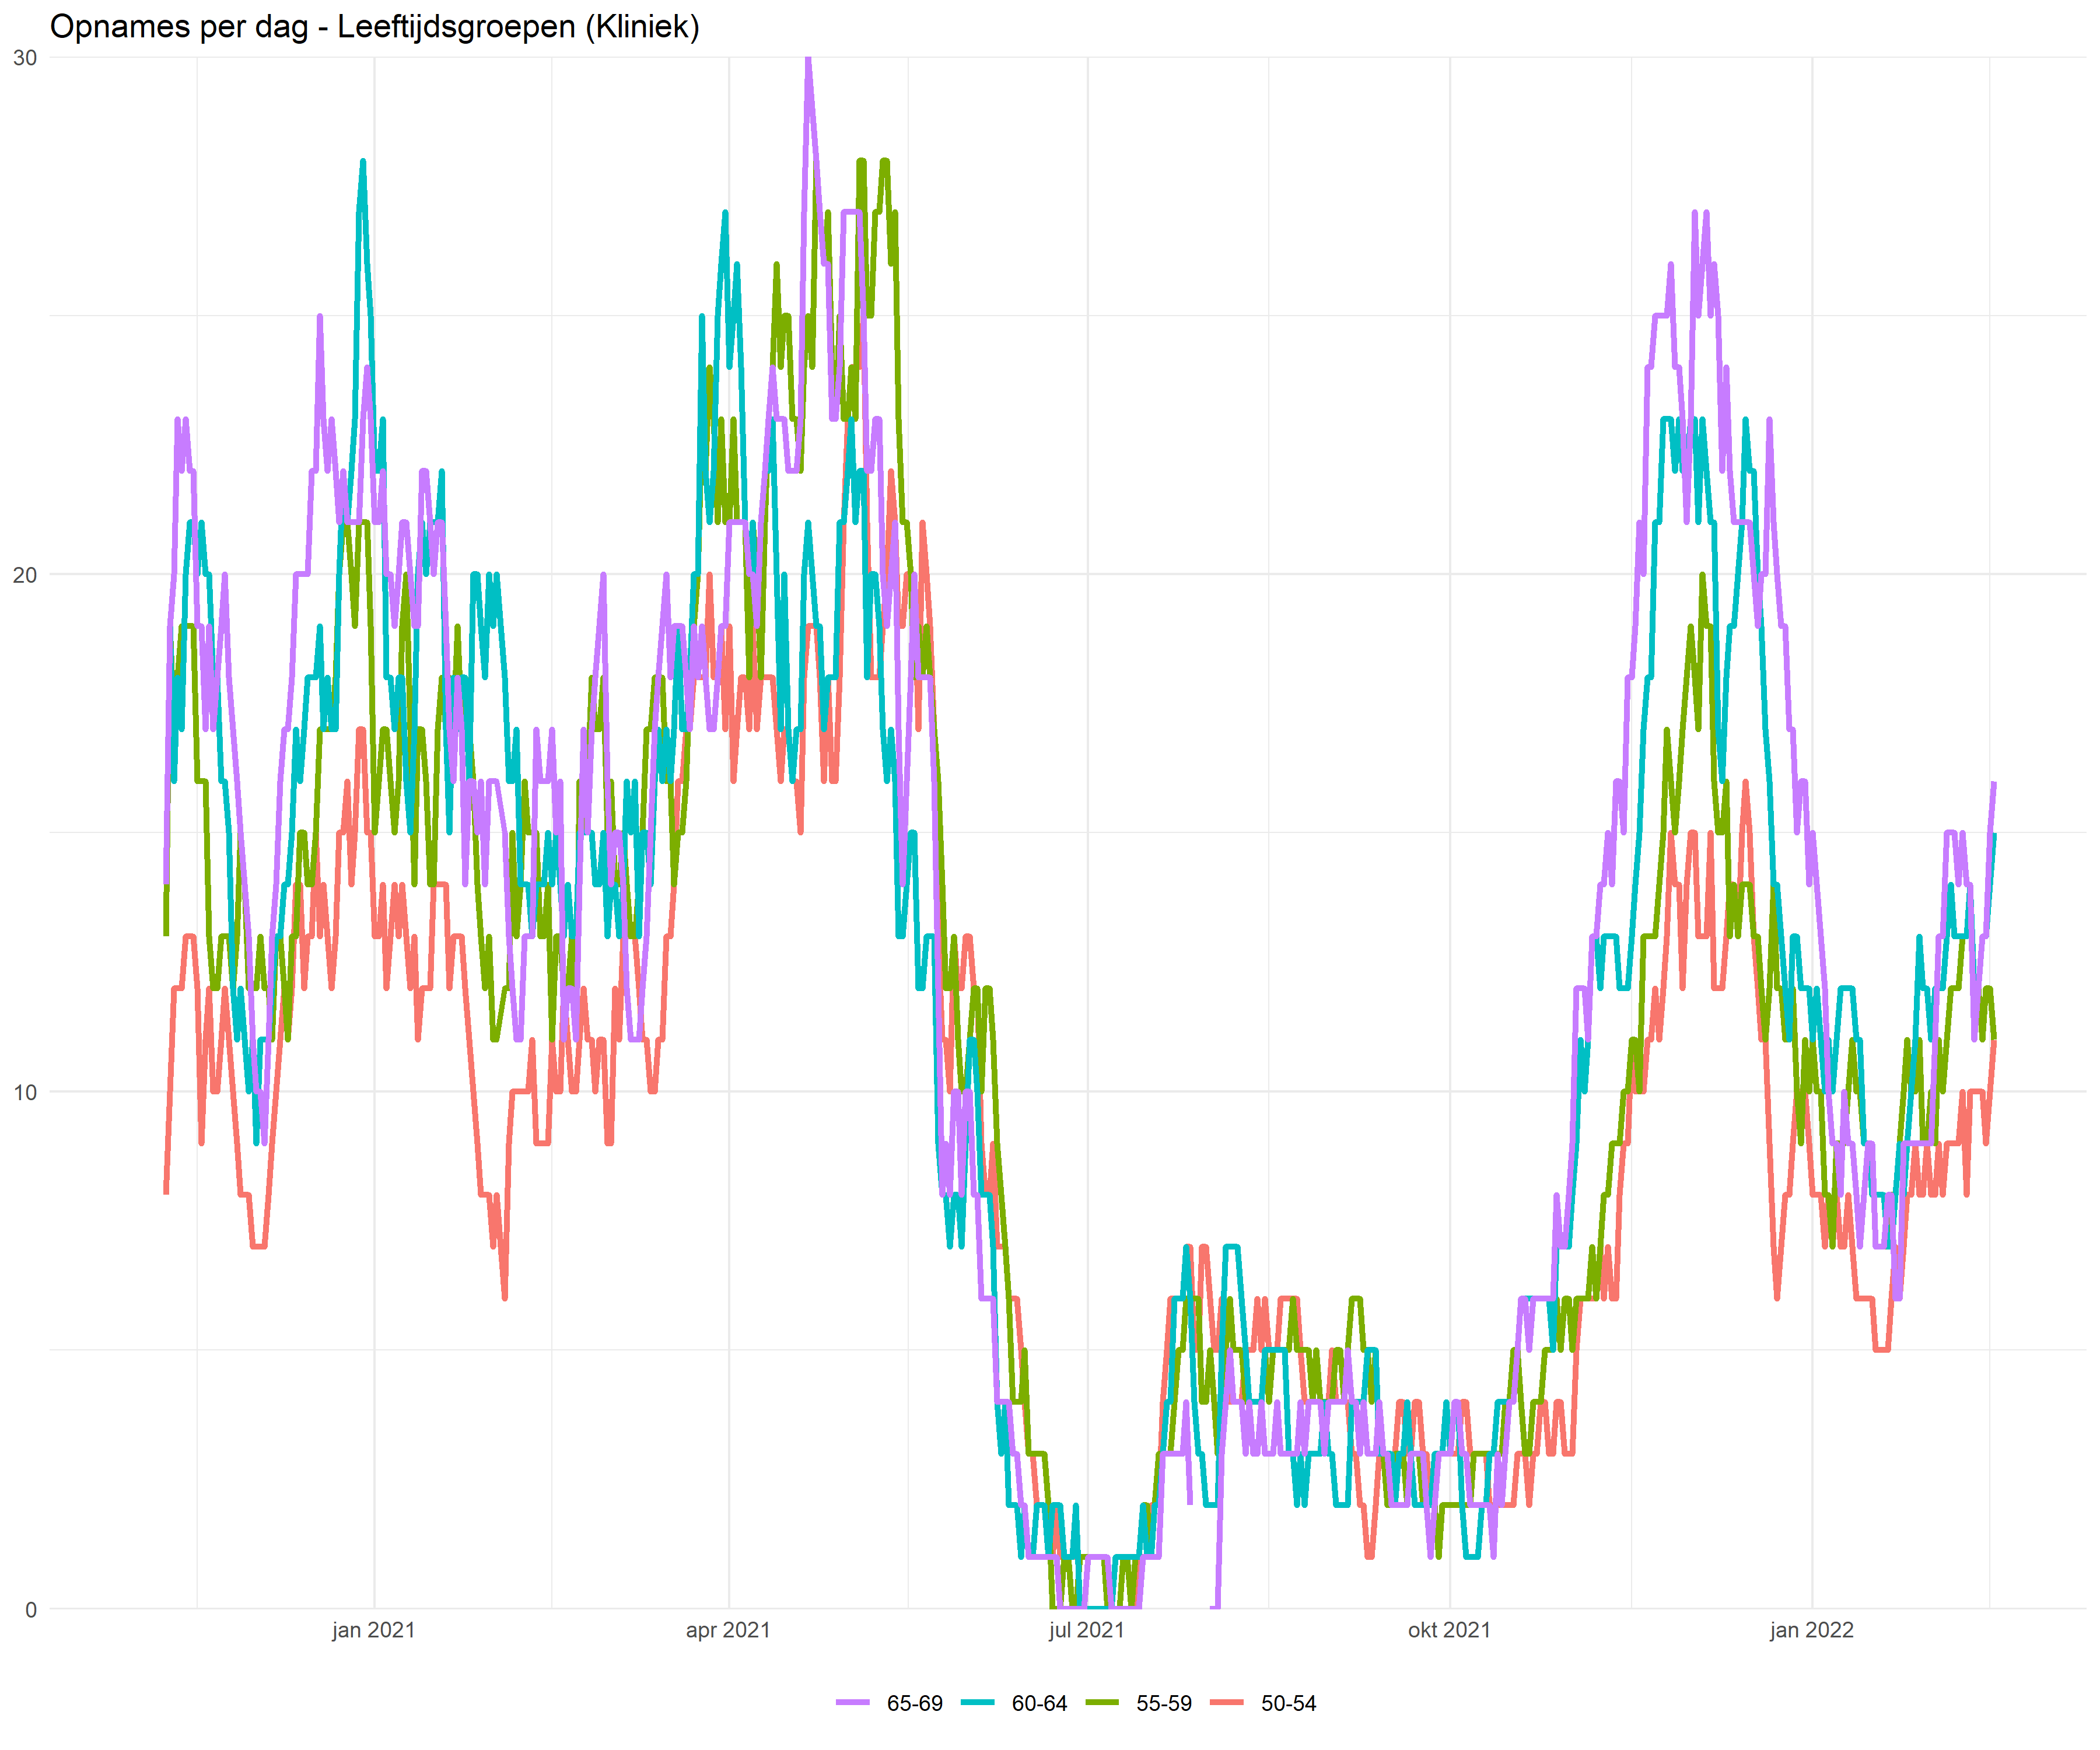 Opnames per dag - Leeftijdsgroepen (Kliniek)
30
20
10
0
jan 2021 apr 2021 jul 2021 okt 2021 jan 2022
65-69 60-64 55-59 50-54